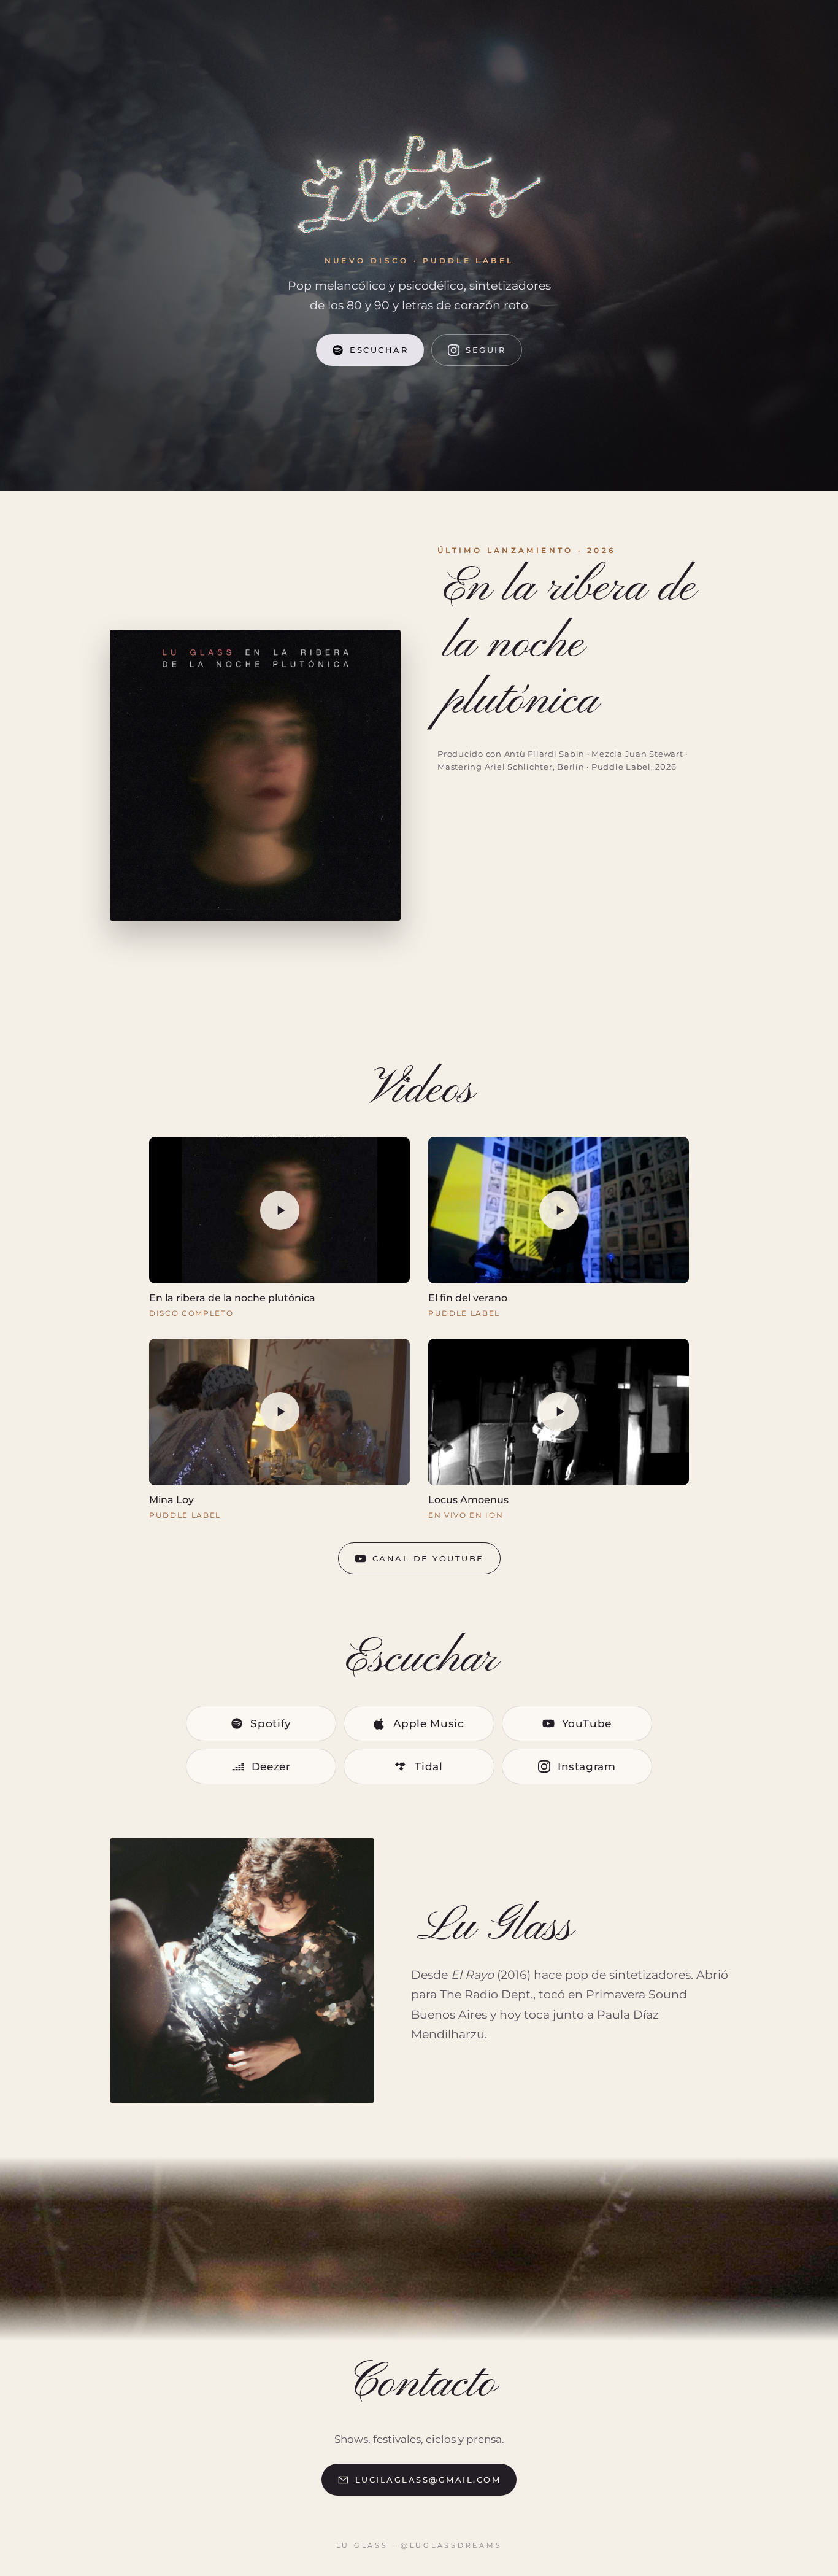 Lu
Glass
NUEVO DISCO · PUDDLE LABEL
Pop melancólico y psicodélico, sintetizadores
de los 80 y 90 y letras de corazón roto
ESCUCHAR
SEGUIR
ÚLTIMO LANZAMIENTO · 2026
En la ribera de
la noche
plutónica
LU GLASS EN LA RIBERA
DE LA NOCHE PLUTÓNICA
Producido con Antü Filardi Sabin · Mezcla Juan Stewart ·
Mastering Ariel Schlichter, Berlín · Puddle Label, 2026
Videos
En la ribera de la noche plutónica
DISCO COMPLETO
El fin del verano
PUDDLE LABEL
Mina Loy
PUDDLE LABEL
Locus Amoenus
EN VIVO EN ION
CANAL DE YOUTUBE
Escuchar
Spotify
Apple Music
YouTube
Deezer
Tidal
Instagram
Lu Glass
Desde El Rayo (2016) hace pop de sintetizadores. Abrió
para The Radio Dept., tocó en Primavera Sound
Buenos Aires y hoy toca junto a Paula Díaz
Mendilharzu.
Contacto
Shows, festivales, ciclos y prensa.
LUCILAGLASS@GMAIL.COM
LU GLASS · @LUGLASSDREAMS